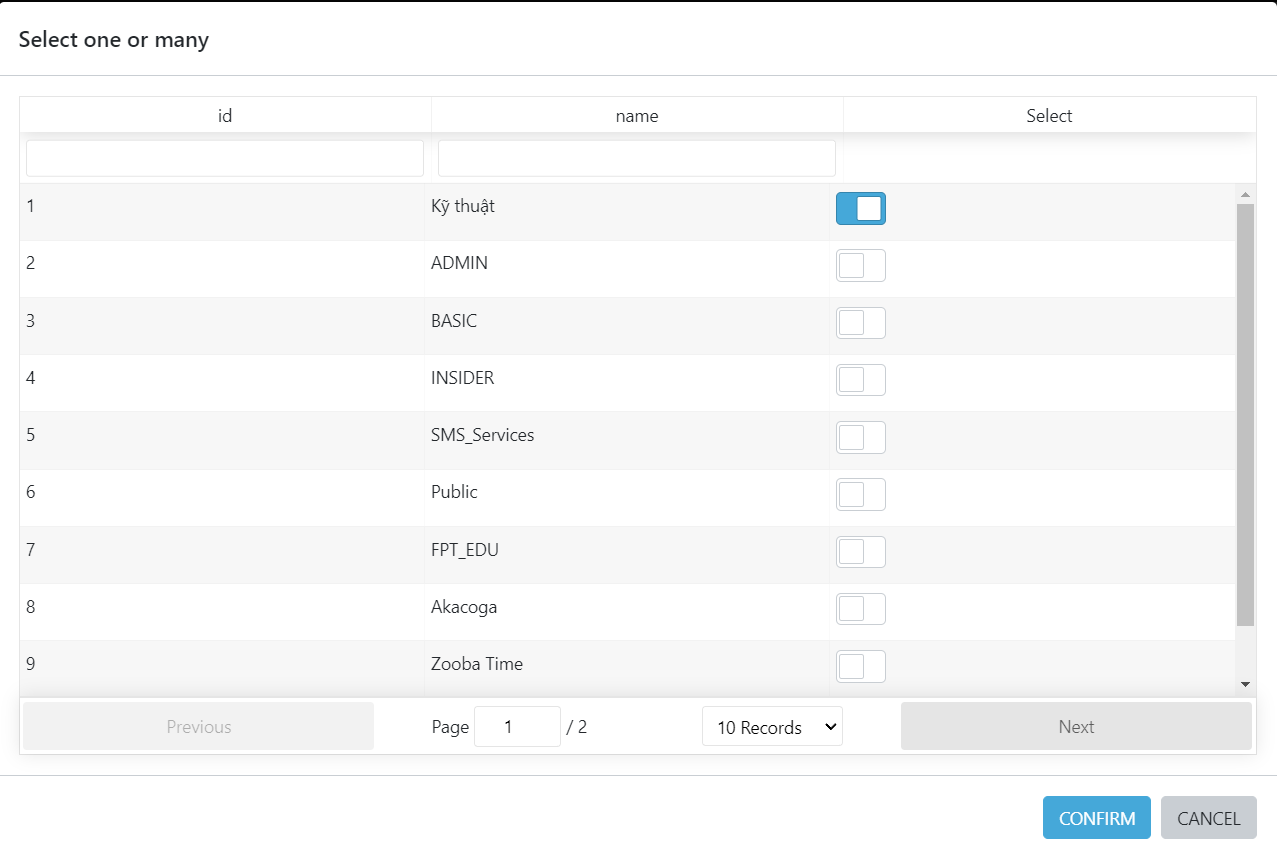 Select one or many
id name Select
1 Kỹ thuật
2 ADMIN
3 BASIC
4 INSIDER
5 SMS_Services
6 Public
7 FPT_EDU
8 Akacoga
9 Zooba Time
Previous Page 1 / 2 10 Records Next
CONFIRM CANCEL